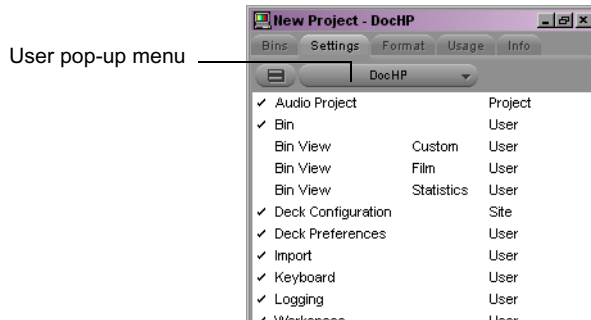 New Project - DocHP
Bins Settings Format Usage Info
User pop-up menu
DocHP
Audio Project Project
Bin User
Bin View Custom User
Bin View Film User
Bin View Statistics User
Deck Configuration Site
Deck Preferences User
Import User
Keyboard User
Logging User